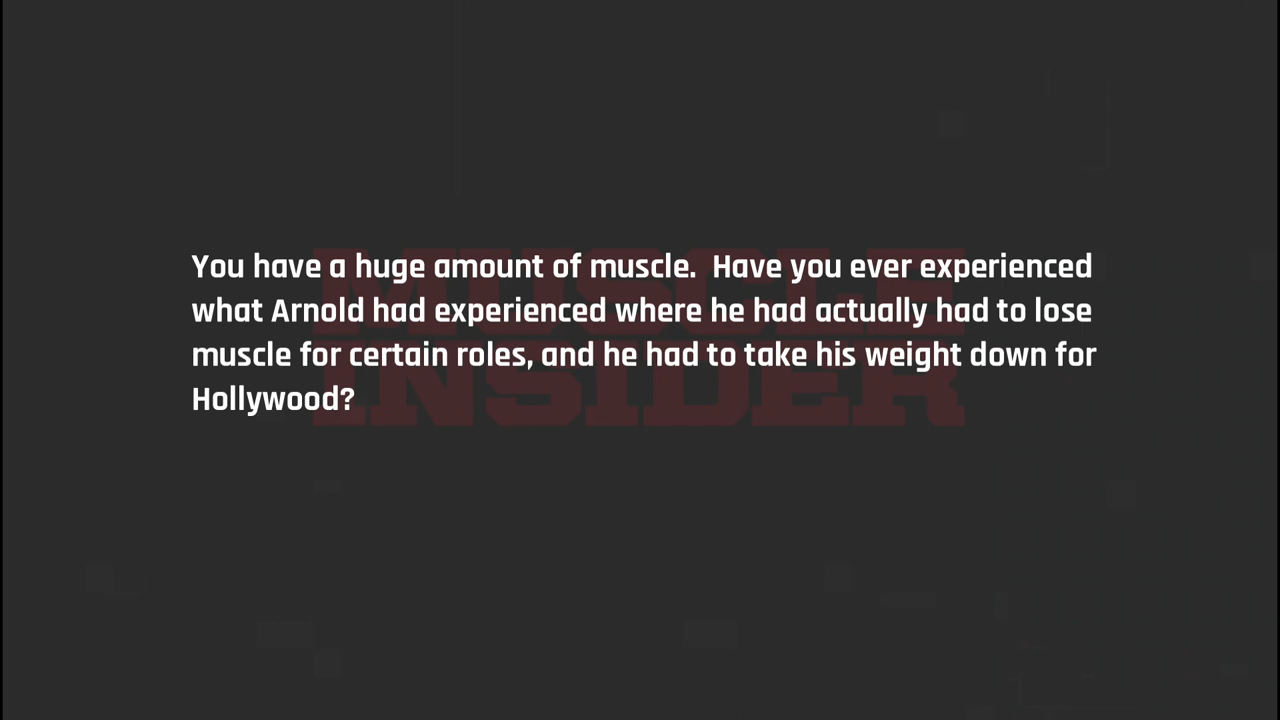 You have a huge amount of muscle.  Have you ever experienced
what Arnold had experienced where he had actually had to lose
muscle for certain roles, and he had to take his weight down for
Hollywood?
MUSCLE
INSIDER